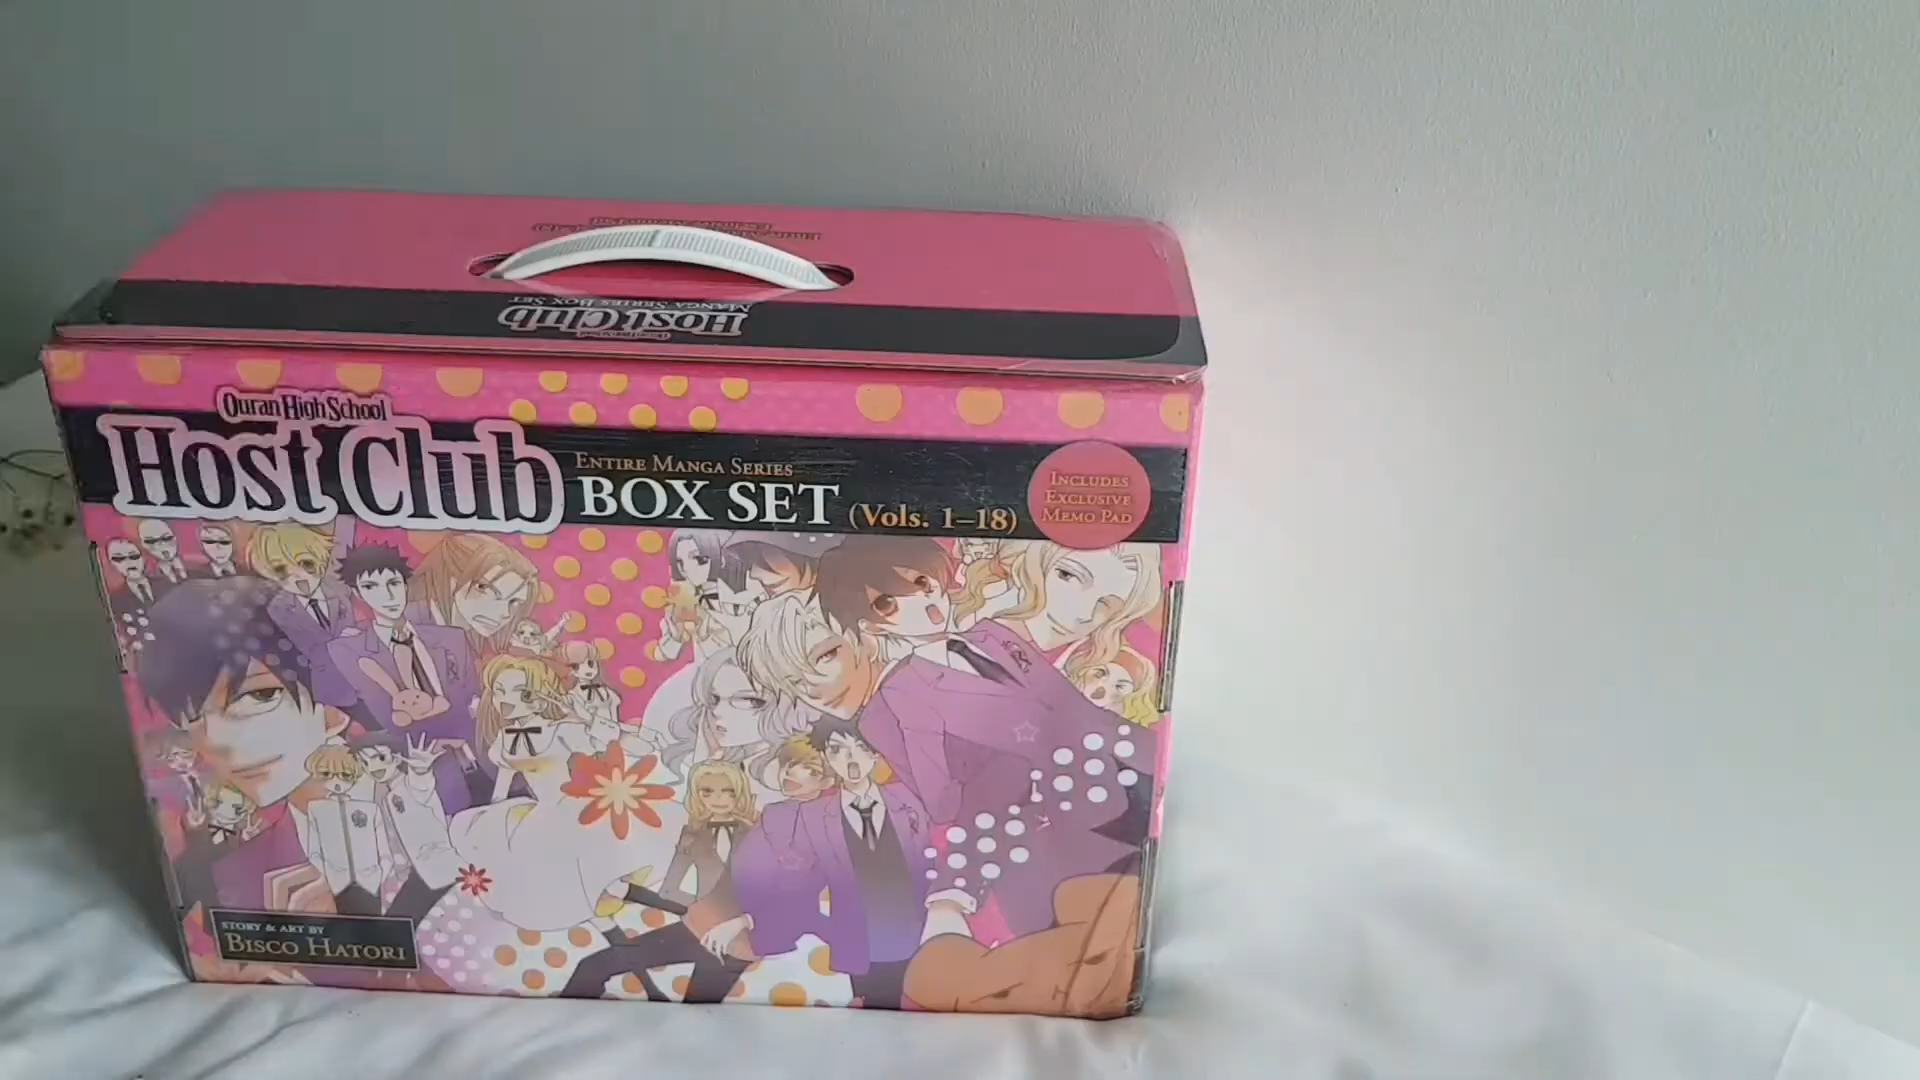 Host Club
Manga Series Box Set
Ouran High School
Host Club
Entire Manga Series
BOX SET (Vols. 1–18)
Includes
Exclusive
Memo Pad
Story & Art by
Bisco Hatori